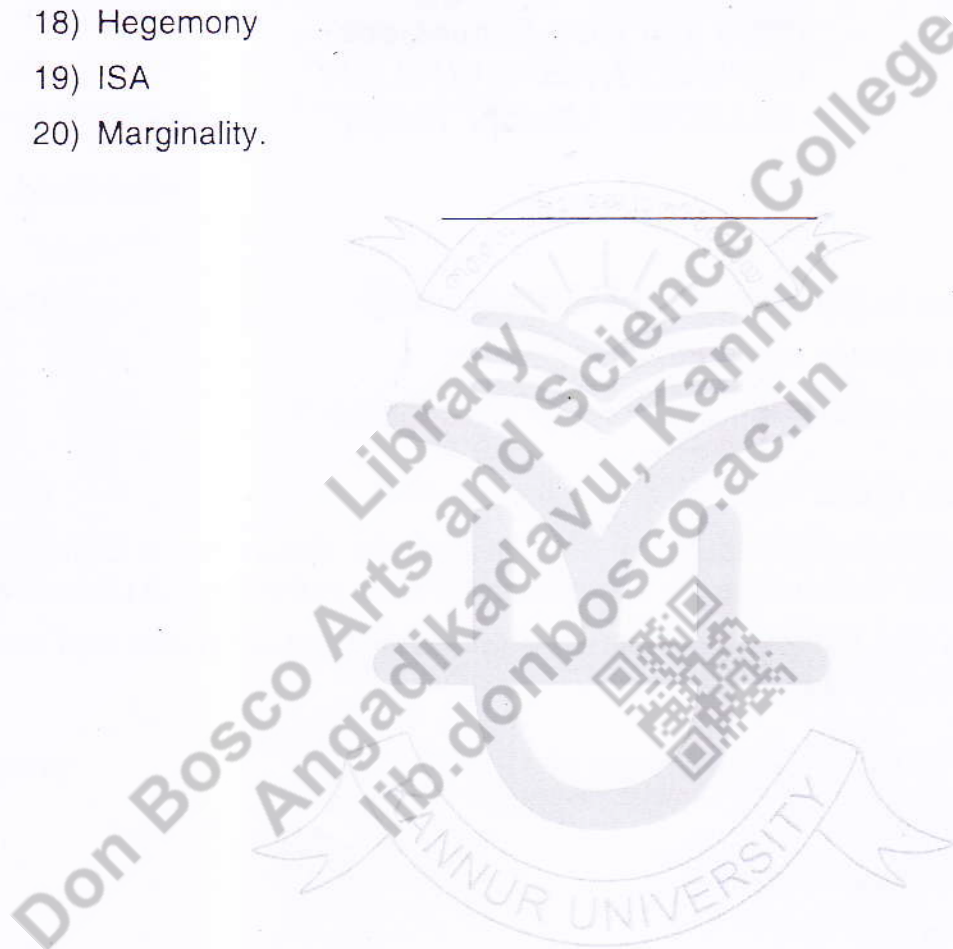 18) Hegemony
19) ISA
20) Marginality.
Library
Don Bosco Arts and Science College
Angadikadavu, Kannur
lib.donbosco.ac.in
KANNUR UNIVERSITY